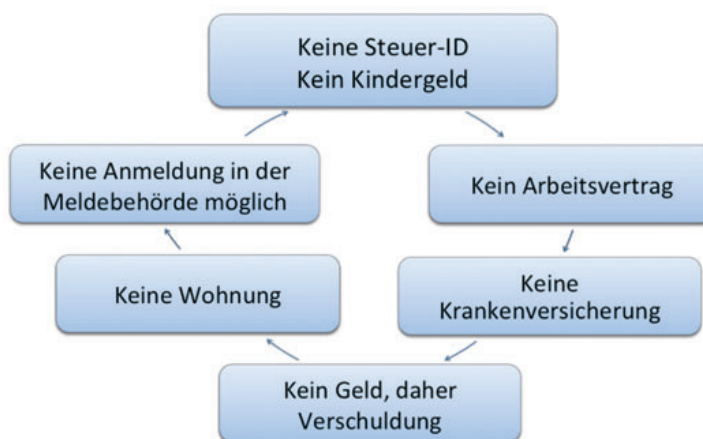 Keine Steuer-ID
Kein Kindergeld
Kein Arbeitsvertrag
Keine
Krankenversicherung
Kein Geld, daher
Verschuldung
Keine Wohnung
Keine Anmeldung in der
Meldebehörde möglich